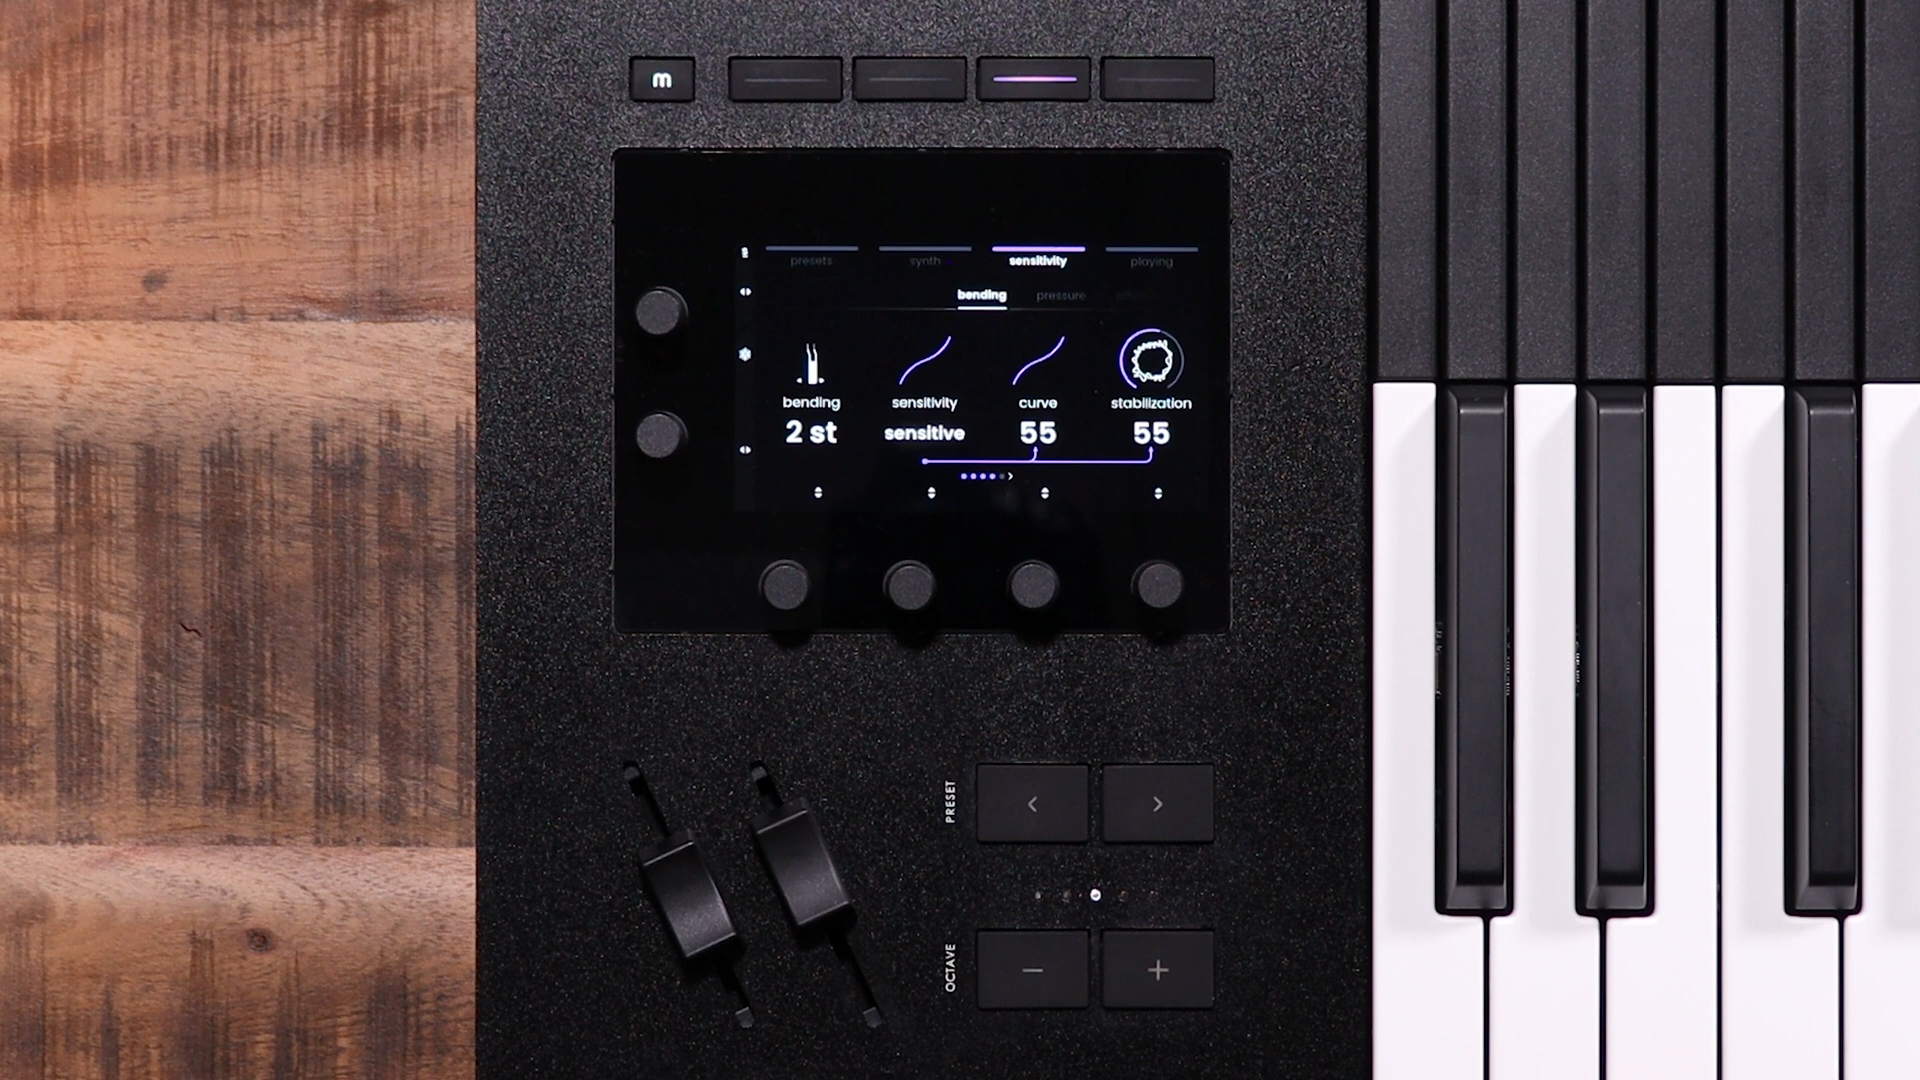 m
presets synth sensitivity playing
bending pressure
bending sensitivity curve stabilization
2 st sensitive 55 55
PRESET
OCTAVE